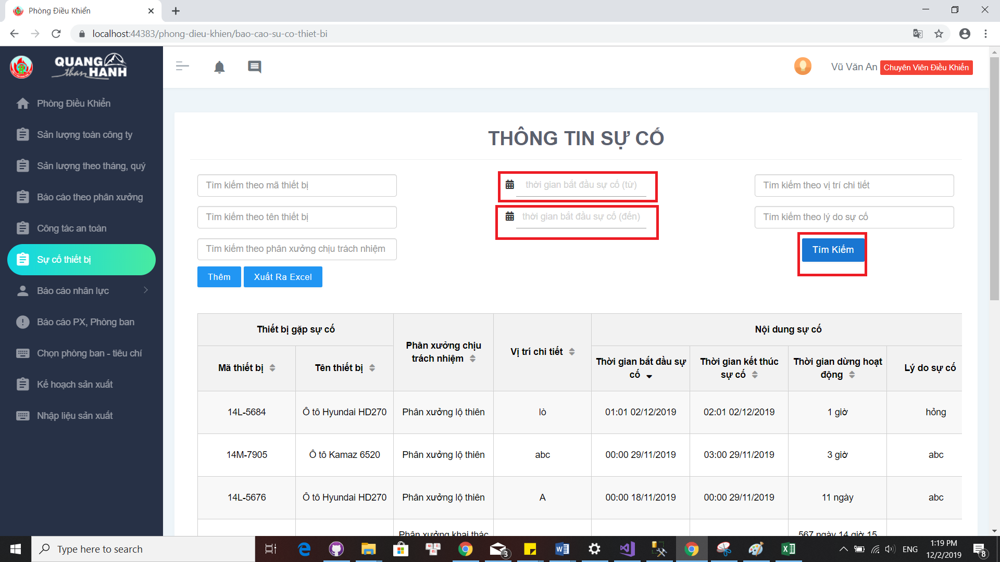 Phòng Điều Khiển
localhost:44383/phong-dieu-khien/bao-cao-su-co-thiet-bi
QUANG HANH
than
Vũ Văn An Chuyên Viên Điều Khiển
Phòng Điều Khiển
Sản lượng toàn công ty
Sản lượng theo tháng, quý
Báo cáo theo phân xưởng
Công tác an toàn
Sự cố thiết bị
Báo cáo nhân lực
Báo cáo PX, Phòng ban
Chọn phòng ban - tiêu chí
Kế hoạch sản xuất
Nhập liệu sản xuất
THÔNG TIN SỰ CỐ
Tìm kiếm theo mã thiết bị
thời gian bắt đầu sự cố (từ)
Tìm kiếm theo vị trí chi tiết
Tìm kiếm theo tên thiết bị
thời gian bắt đầu sự cố (đến)
Tìm kiếm theo lý do sự cố
Tìm kiếm theo phân xưởng chịu trách nhiệm
Tìm Kiếm
Thêm Xuất Ra Excel
Thiết bị gặp sự cố
Phân xưởng chịu
trách nhiệm
Vị trí chi tiết
Nội dung sự cố
Mã thiết bị
Tên thiết bị
Thời gian bắt đầu sự
cố
Thời gian kết thúc
sự cố
Thời gian dừng hoạt
động
Lý do sự cố
14L-5684 Ô tô Hyundai HD270 Phân xưởng lộ thiên lò 01:01 02/12/2019 02:01 02/12/2019 1 giờ hỏng
14M-7905 Ô tô Kamaz 6520 Phân xưởng lộ thiên abc 00:00 29/11/2019 03:00 29/11/2019 3 giờ abc
14L-5676 Ô tô Hyundai HD270 Phân xưởng lộ thiên A 00:00 18/11/2019 00:00 29/11/2019 11 ngày abc
Phân xưởng khai thác 567 ngày 14 giờ 15
Type here to search
3
ENG
1:19 PM
12/2/2019
8